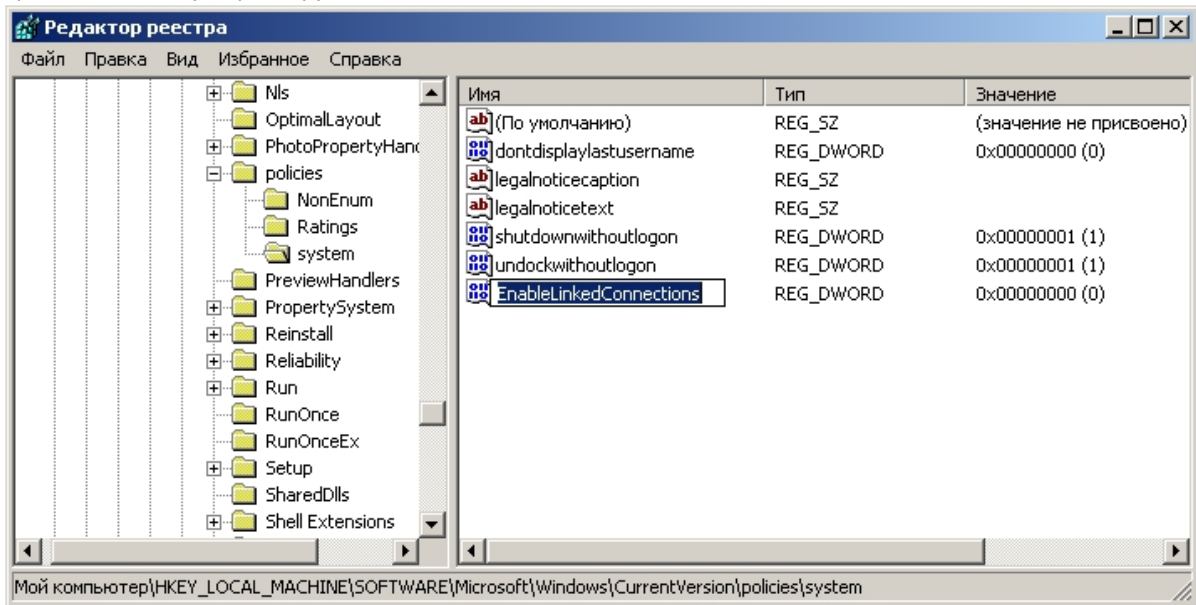 Редактор реестра
Файл Правка Вид Избранное Справка
Nls
OptimalLayout
PhotoPropertyHand
policies
NonEnum
Ratings
system
PreviewHandlers
PropertySystem
Reinstall
Reliability
Run
RunOnce
RunOnceEx
Setup
SharedDlls
Shell Extensions
Имя Тип Значение
(По умолчанию) REG_SZ (значение не присвоено)
dontdisplaylastusername REG_DWORD 0x00000000 (0)
legalnoticecaption REG_SZ
legalnoticetext REG_SZ
shutdownwithoutlogon REG_DWORD 0x00000001 (1)
undockwithoutlogon REG_DWORD 0x00000001 (1)
EnableLinkedConnections REG_DWORD 0x00000000 (0)
Мой компьютер\HKEY_LOCAL_MACHINE\SOFTWARE\Microsoft\Windows\CurrentVersion\policies\system